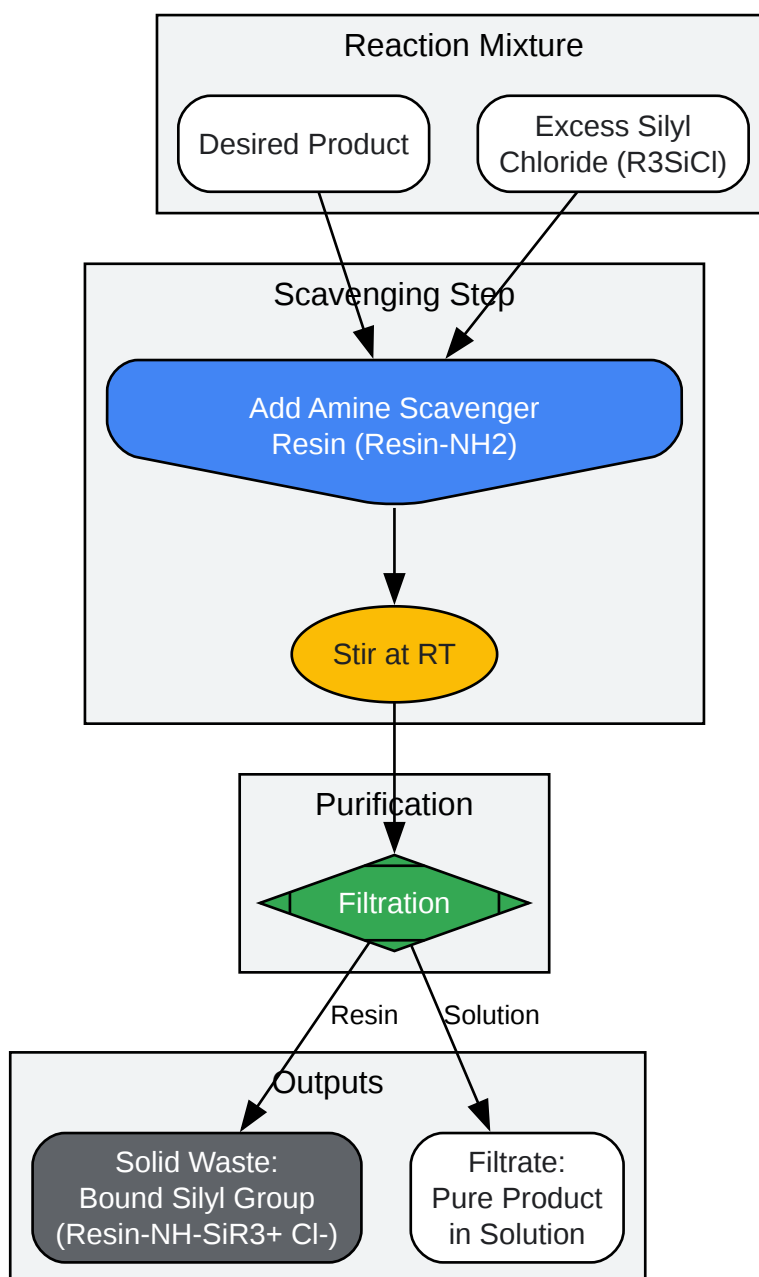 Reaction Mixture
Desired Product
Excess Silyl
Chloride (R3SiCl)
Scavenging Step
Add Amine Scavenger
Resin (Resin-NH2)
Stir at RT
Purification
Filtration
Resin
Solution
Outputs
Solid Waste:
Bound Silyl Group
(Resin-NH-SiR3+ Cl-)
Filtrate:
Pure Product
in Solution